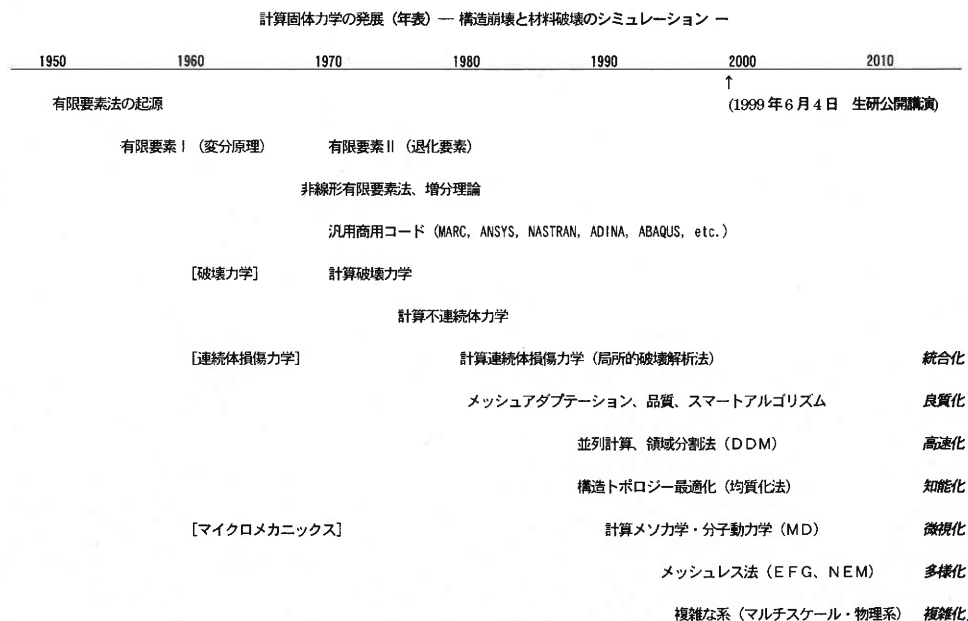 計算固体力学の発展（年表）― 構造崩壊と材料破壊のシミュレーション ―
1950 1960 1970 1980 1990 2000 2010
↑
有限要素法の起源 (1999年6月4日 生研公開講演)
有限要素Ⅰ（変分原理） 有限要素Ⅱ（退化要素）
非線形有限要素法、増分理論
汎用商用コード（MARC, ANSYS, NASTRAN, ADINA, ABAQUS, etc.）
[破壊力学] 計算破壊力学
計算不連続体力学
[連続体損傷力学] 計算連続体損傷力学（局所的破壊解析法） 統合化
メッシュアダプテーション、品質、スマートアルゴリズム 良質化
並列計算、領域分割法（ＤＤＭ） 高速化
構造トポロジー最適化（均質化法） 知能化
[マイクロメカニックス] 計算メソ力学・分子動力学（ＭＤ） 微視化
メッシュレス法（ＥＦＧ、ＮＥＭ） 多様化
複雑な系（マルチスケール・物理系） 複雑化